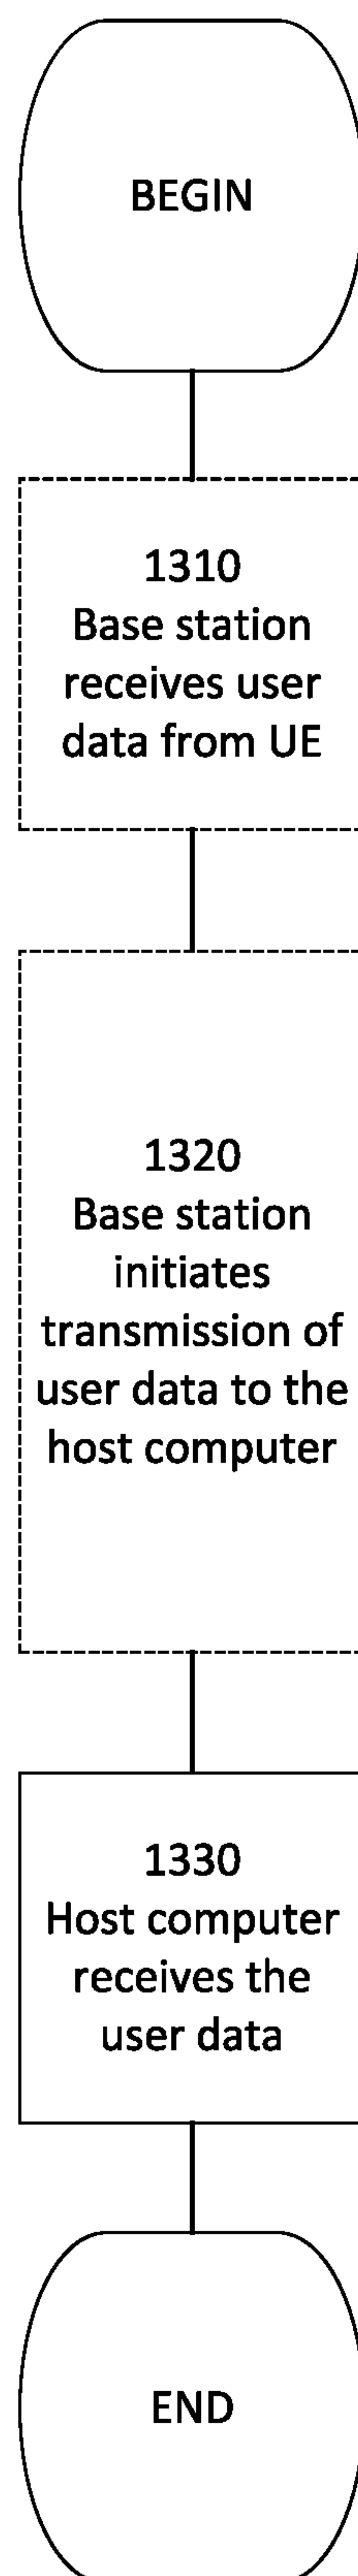 BEGIN
1310
Base station
receives user
data from UE
1320
Base station
initiates
transmission of
user data to the
host computer
1330
Host computer
receives the
user data
END